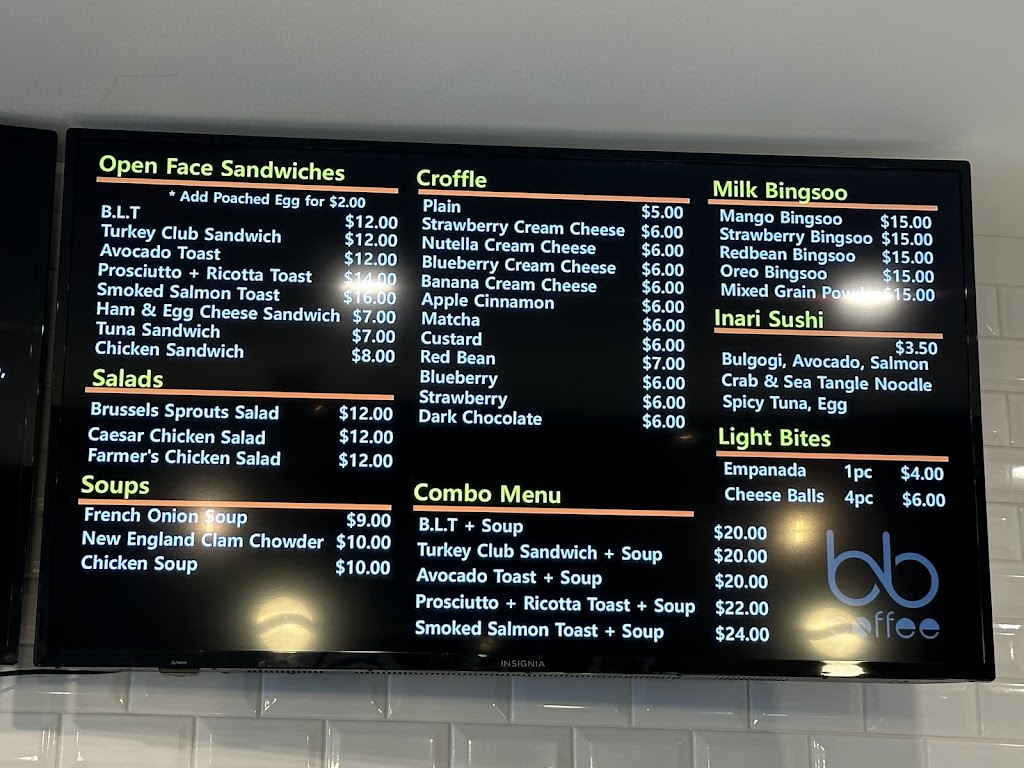 Open Face Sandwiches
* Add Poached Egg for $2.00
B.L.T $12.00
Turkey Club Sandwich $12.00
Avocado Toast $12.00
Prosciutto + Ricotta Toast $14.00
Smoked Salmon Toast $16.00
Ham & Egg Cheese Sandwich $7.00
Tuna Sandwich $7.00
Chicken Sandwich $8.00
Salads
Brussels Sprouts Salad $12.00
Caesar Chicken Salad $12.00
Farmer's Chicken Salad $12.00
Soups
French Onion Soup $9.00
New England Clam Chowder $10.00
Chicken Soup $10.00
Croffle
Plain $5.00
Strawberry Cream Cheese $6.00
Nutella Cream Cheese $6.00
Blueberry Cream Cheese $6.00
Banana Cream Cheese $6.00
Apple Cinnamon $6.00
Matcha $6.00
Custard $6.00
Red Bean $7.00
Blueberry $6.00
Strawberry $6.00
Dark Chocolate $6.00
Combo Menu
B.L.T + Soup $20.00
Turkey Club Sandwich + Soup $20.00
Avocado Toast + Soup $20.00
Prosciutto + Ricotta Toast + Soup $22.00
Smoked Salmon Toast + Soup $24.00
Milk Bingsoo
Mango Bingsoo $15.00
Strawberry Bingsoo $15.00
Redbean Bingsoo $15.00
Oreo Bingsoo $15.00
Mixed Grain Powder $15.00
Inari Sushi
$3.50
Bulgogi, Avocado, Salmon
Crab & Sea Tangle Noodle
Spicy Tuna, Egg
Light Bites
Empanada 1pc $4.00
Cheese Balls 4pc $6.00
bb
coffee
INSIGNIA